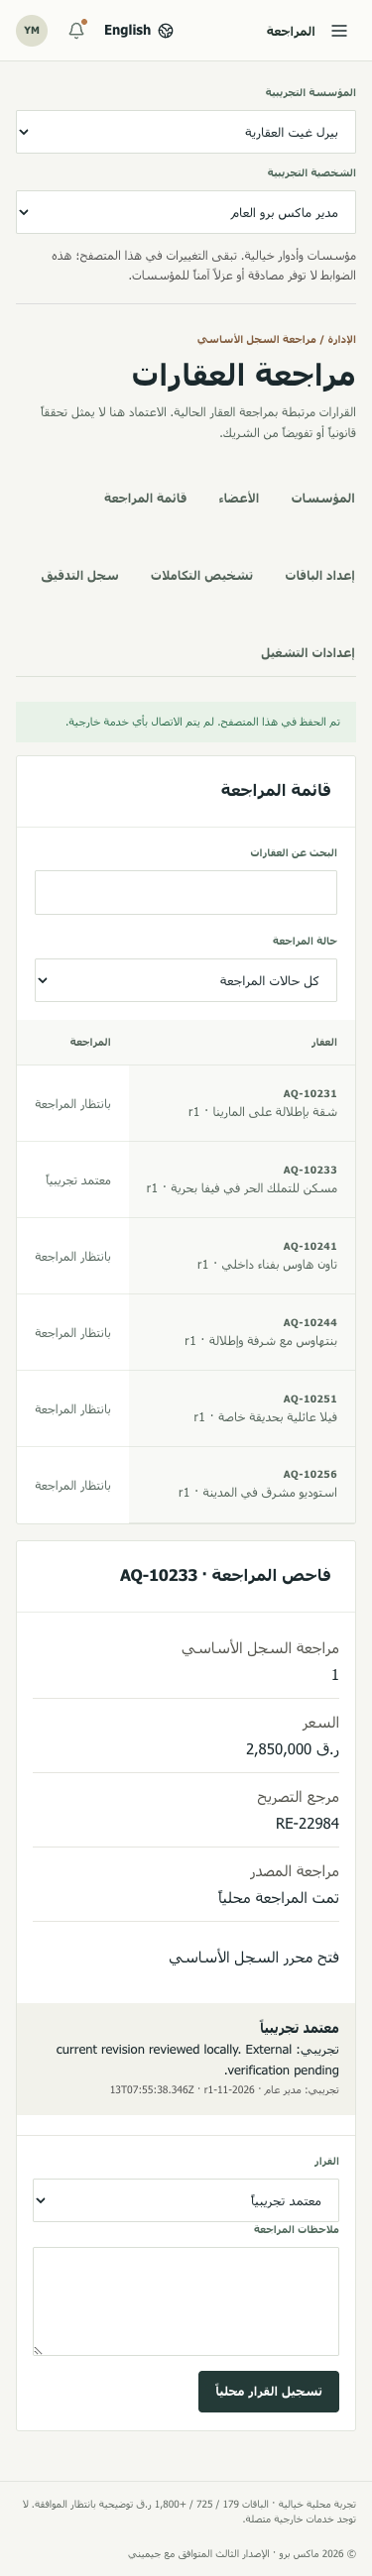 المراجعة
English
YM
المؤسسة التجريبية
بيرل غيت العقارية
الشخصية التجريبية
مدير ماكس برو العام
مؤسسات وأدوار خيالية. تبقى التغييرات في هذا المتصفح؛ هذه
الضوابط لا توفر مصادقة أو عزلاً آمناً للمؤسسات.
الإدارة / مراجعة السجل الأساسي
مراجعة العقارات
القرارات مرتبطة بمراجعة العقار الحالية. الاعتماد هنا لا يمثل تحققاً
قانونياً أو تفويضاً من الشريك.
المؤسسات الأعضاء قائمة المراجعة
إعداد الباقات تشخيص التكاملات سجل التدقيق
إعدادات التشغيل
تم الحفظ في هذا المتصفح. لم يتم الاتصال بأي خدمة خارجية.
قائمة المراجعة
البحث عن العقارات
حالة المراجعة
كل حالات المراجعة
العقار المراجعة
AQ-10231
شقة بإطلالة على المارينا · r1
بانتظار المراجعة
AQ-10233
مسكن للتملك الحر في فيفا بحرية · r1
معتمد تجريبياً
AQ-10241
تاون هاوس بفناء داخلي · r1
بانتظار المراجعة
AQ-10244
بنتهاوس مع شرفة وإطلالة · r1
بانتظار المراجعة
AQ-10251
فيلا عائلية بحديقة خاصة · r1
بانتظار المراجعة
AQ-10256
استوديو مشرق في المدينة · r1
بانتظار المراجعة
فاحص المراجعة · AQ-10233
مراجعة السجل الأساسي
1
السعر
ر.ق 2,850,000
مرجع التصريح
RE-22984
مراجعة المصدر
تمت المراجعة محلياً
فتح محرر السجل الأساسي
معتمد تجريبياً
تجريبي: current revision reviewed locally. External
verification pending.
تجريبي: مدير عام · 13T07:55:38.346Z · r1-11-2026
القرار
معتمد تجريبياً
ملاحظات المراجعة
تسجيل القرار محلياً
تجربة محلية خيالية · الباقات 179 / 725 / +1,800 ر.ق توضيحية بانتظار الموافقة. لا
توجد خدمات خارجية متصلة.
© 2026 ماكس برو · الإصدار الثالث المتوافق مع جيميني